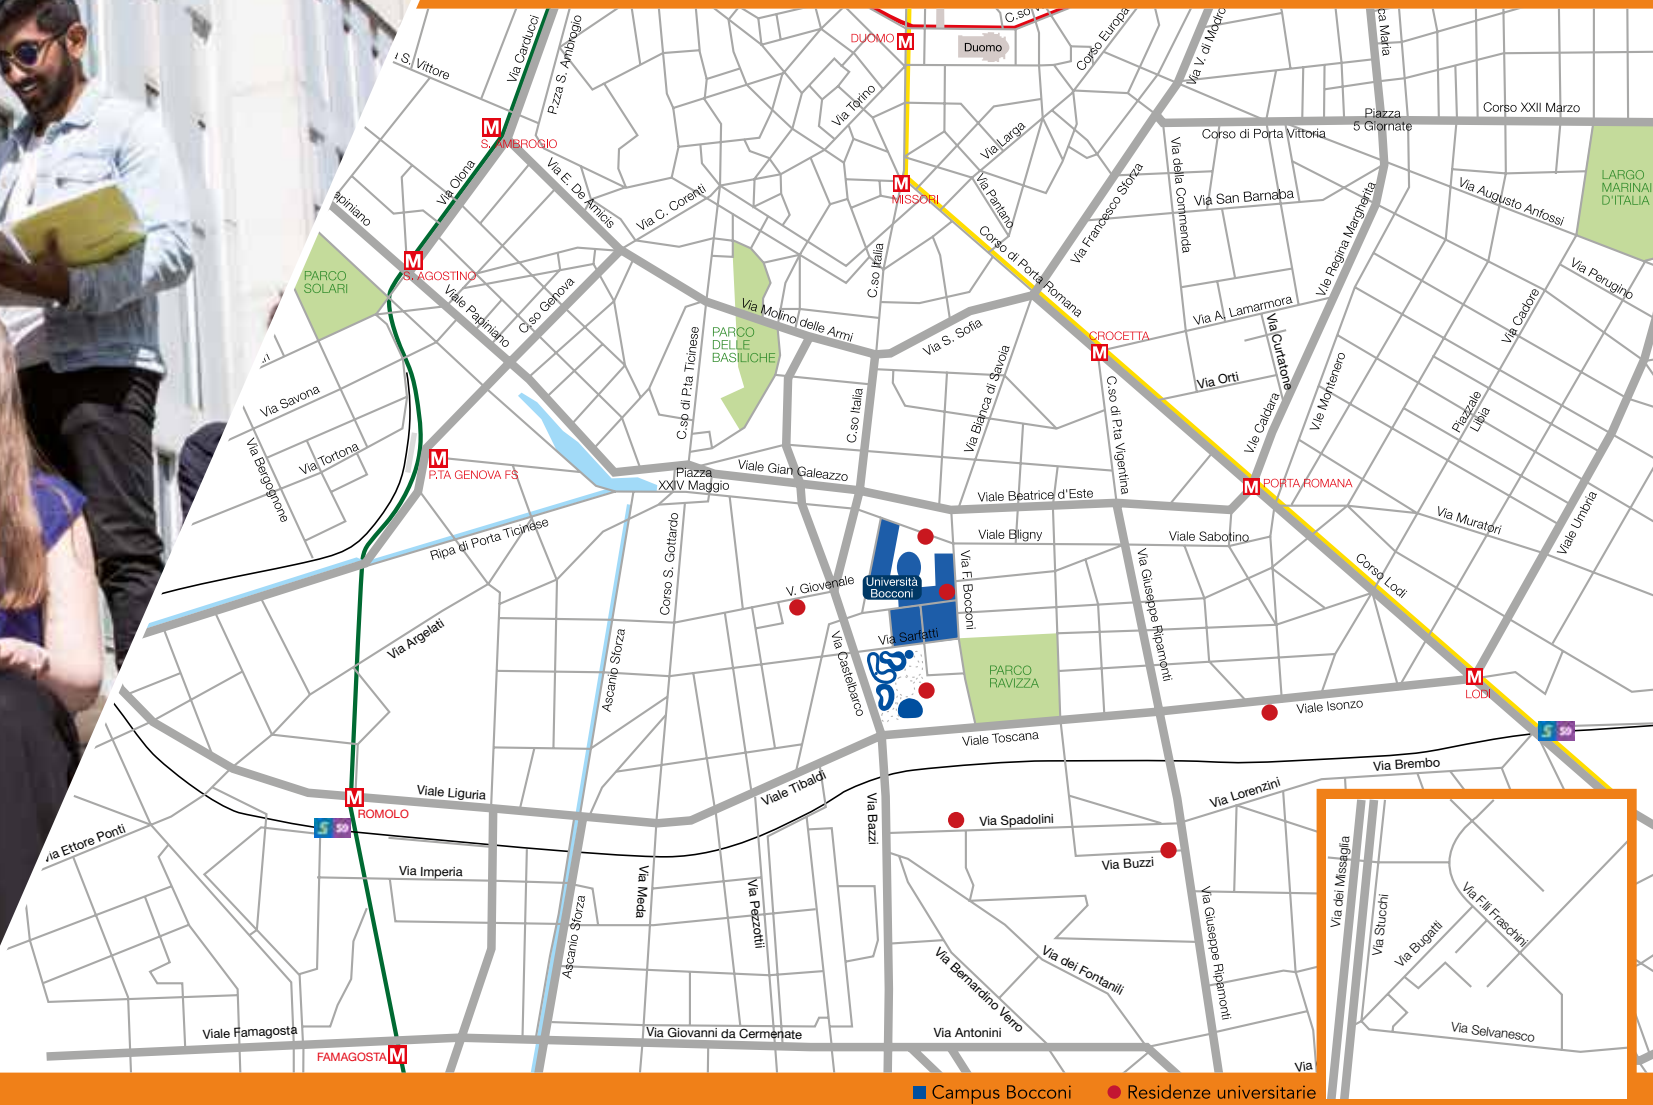 C.so
DUOMO
M
Duomo
Corso Europa
Via V. di Modro
Via Carducci
P.zza S. Ambrogio
S. Vittore
Via Torino
Piazza
5 Giornate
Corso XXII Marzo
Corso di Porta Vittoria
M
S. AMBROGIO
Via Larga
Via Olona
Via E. De Amicis
Via C. Corenti
M
MISSORI
Via Pantano
Via Francesco Sforza
Via della Commenda
Via San Barnaba
V.le Regina Margherita
Via Augusto Anfossi
LARGO
MARINAI
D'ITALIA
Via Perugino
M
S. AGOSTINO
PARCO
SOLARI
Viale Papiniano
C.so Genova
C.so Italia
Corso di Porta Romana
Via A. Lamarmora
Via Cadore
Via Molino delle Armi
PARCO
DELLE
BASILICHE
Via S. Sofia
CROCETTA
M
Via Curtatone
Via Orti
C.so di P.ta Ticinese
C.so Italia
Via Bianca di Savoia
C.so di P.ta Vigentina
V.le Caldara
V.le Montenero
Piazzale
Libia
Via Savona
Via Tortona
Via Bergognone
M
P.TA GENOVA FS
Piazza
XXIV Maggio
Viale Gian Galeazzo
Viale Beatrice d'Este
M
PORTA ROMANA
Via Muratori
Viale Umbria
Ripa di Porta Ticinese
Corso S. Gottardo
Viale Bligny
Viale Sabotino
Corso Lodi
V. Giovenale
Università
Bocconi
Via F. Bocconi
Via Giuseppe Ripamonti
Via Argelati
Ascanio Sforza
Via Castelbarco
Via Sarfatti
PARCO
RAVIZZA
M
LODI
Viale Isonzo
Viale Toscana
S S9
Via Brembo
Viale Liguria
Viale Tibaldi
Via Lorenzini
M
ROMOLO
S S9
Via Ettore Ponti
Via Bazzi
Via Spadolini
Via Buzzi
Via Imperia
Via Meda
Via Pezzottii
Ascanio Sforza
Via Giuseppe Ripamonti
Via Bernardino Verro
Via dei Fontanili
Via dei Missaglia
Via Stucchi
Via Bugatti
Via F.lli Fraschini
Via Selvanesco
Viale Famagosta
Via Giovanni da Cermenate
Via Antonini
FAMAGOSTA
M
Via
Campus Bocconi
Residenze universitarie